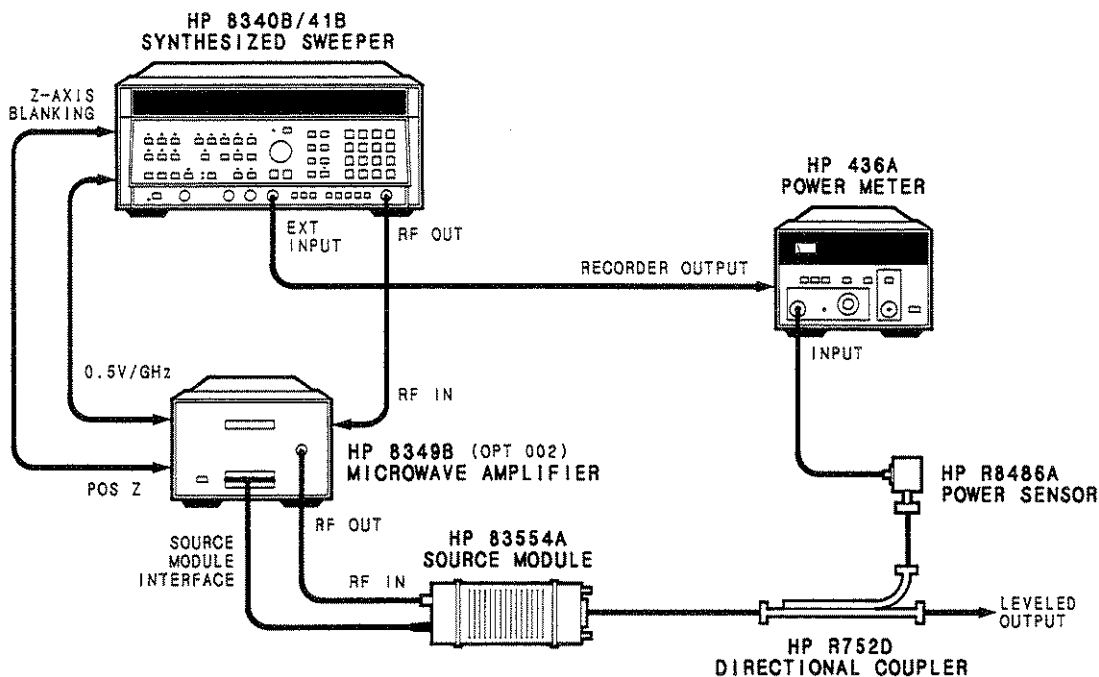 HP 8340B/41B
SYNTHESIZED SWEEPER
Z-AXIS
BLANKING
HP 436A
POWER METER
EXT
INPUT
RF OUT
RECORDER OUTPUT
INPUT
0.5V/GHz
RF IN
HP 8349B (OPT 002)
MICROWAVE AMPLIFIER
POS Z
HP R8486A
POWER SENSOR
RF OUT
SOURCE
MODULE
INTERFACE
HP 83554A
SOURCE MODULE
RF IN
LEVELED
OUTPUT
HP R752D
DIRECTIONAL COUPLER